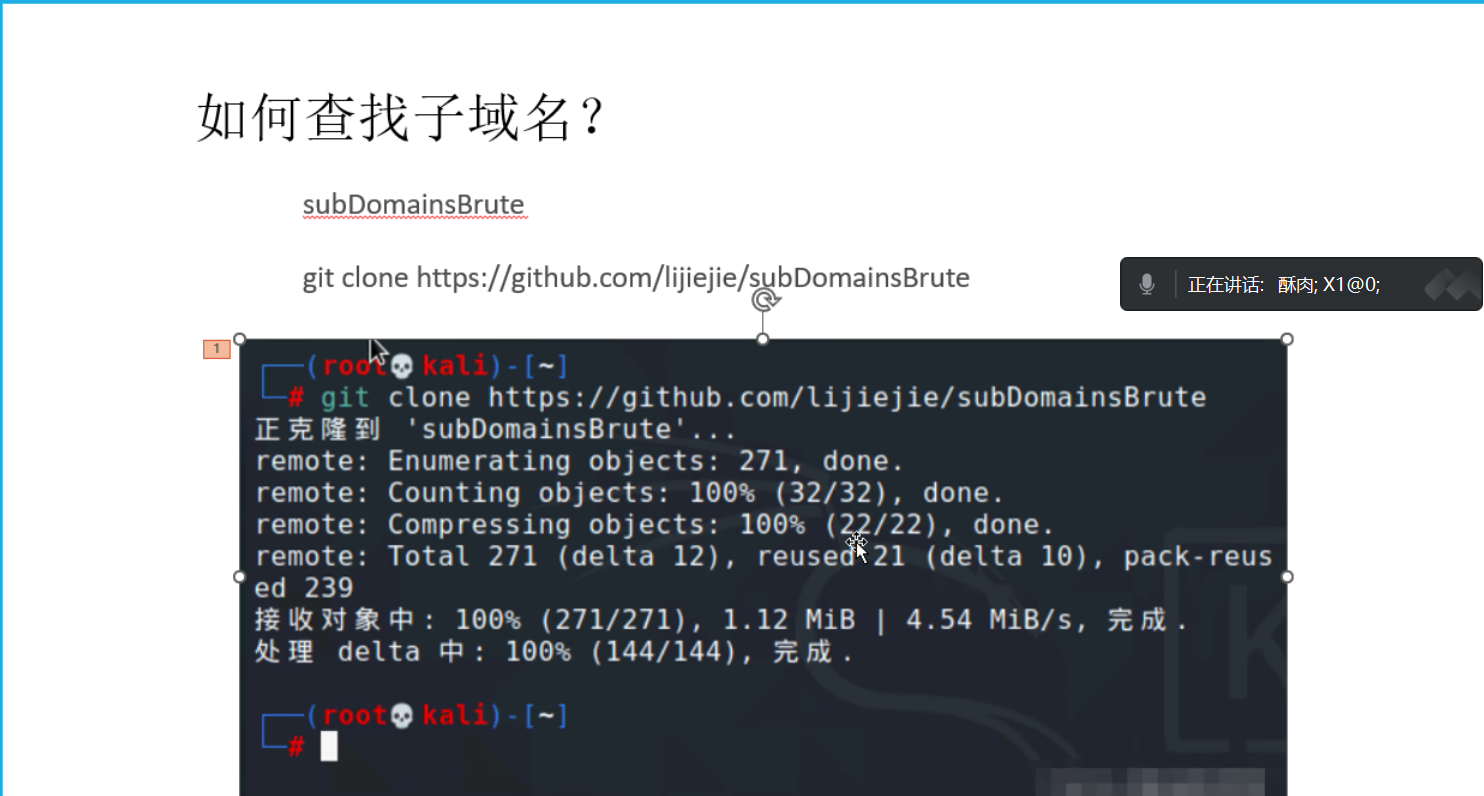 如何查找子域名？
subDomainsBrute
git clone https://github.com/lijiejie/subDomainsBrute
正在讲话: 酥肉; X1@0;
1
┌──(root💀kali)-[~]
└─# git clone https://github.com/lijiejie/subDomainsBrute
正克隆到 'subDomainsBrute'...
remote: Enumerating objects: 271, done.
remote: Counting objects: 100% (32/32), done.
remote: Compressing objects: 100% (22/22), done.
remote: Total 271 (delta 12), reused 21 (delta 10), pack-reus
ed 239
接收对象中: 100% (271/271), 1.12 MiB | 4.54 MiB/s, 完成.
处理 delta 中: 100% (144/144), 完成.
┌──(root💀kali)-[~]
└─#